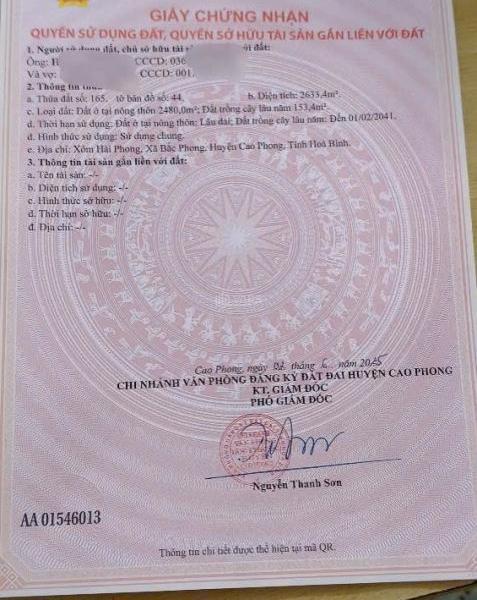 GIẤY CHỨNG NHẬN
QUYỀN SỬ DỤNG ĐẤT, QUYỀN SỞ HỮU TÀI SẢN GẮN LIỀN VỚI ĐẤT
1. Người sử dụng đất, chủ sở hữu tài với đất:
Ông: H CCCD: 036
Và vợ: CCCD: 001.
2. Thông tin thửa
a. Thửa đất số: 165, tờ bản đồ số: 44, b. Diện tích: 2633,4m²:
c. Loại đất: Đất ở tại nông thôn 2480,0m²; Đất trồng cây lâu năm 153,4m².
d. Thời hạn sử dụng: Đất ở tại nông thôn: Lâu dài; Đất trồng cây lâu năm: Đến 01/02/2041.
đ. Hình thức sử dụng: Sử dụng chung.
e. Địa chỉ: Xóm Hải Phong, Xã Bắc Phong, Huyện Cao Phong, Tỉnh Hoà Bình.
3. Thông tin tài sản gắn liền với đất:
a. Tên tài sản: -/-
b. Diện tích sử dụng: -/-
c. Hình thức sở hữu: -/-
d. Thời hạn sở hữu: -/-
đ. Địa chỉ: -/-
Cao Phong, ngày tháng năm 2025
CHI NHÁNH VĂN PHÒNG ĐĂNG KÝ ĐẤT ĐAI HUYỆN CAO PHONG
KT. GIÁM ĐỐC
PHÓ GIÁM ĐỐC
Nguyễn Thanh Sơn
AA 01546013
Thông tin chi tiết được thể hiện tại mã QR.